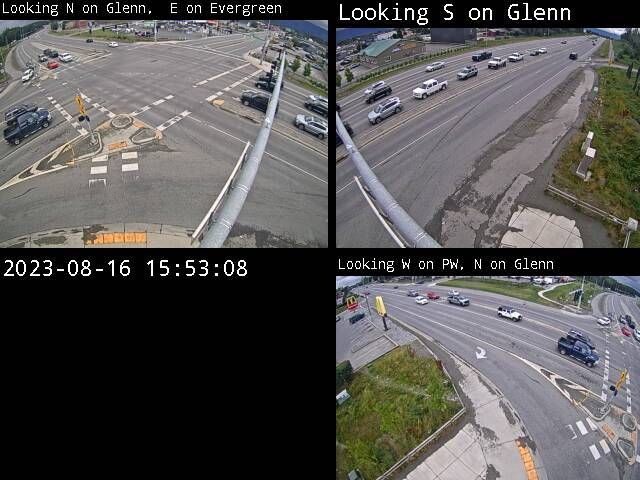 Looking N on Glenn,  E on Evergreen
Looking S on Glenn
2023-08-16 15:53:08
Looking W on PW, N on Glenn